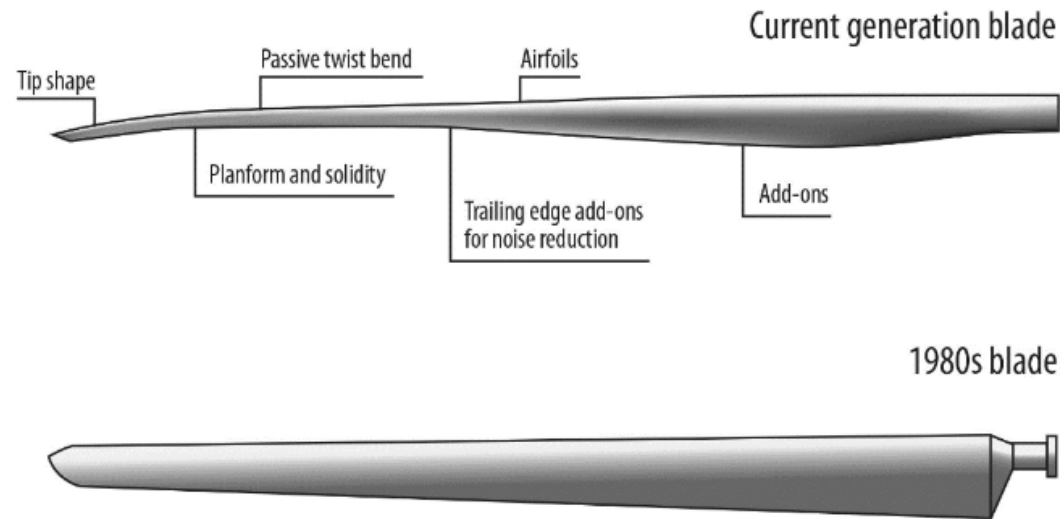 Current generation blade
Tip shape
Passive twist bend
Airfoils
Planform and solidity
Trailing edge add-ons
for noise reduction
Add-ons
1980s blade